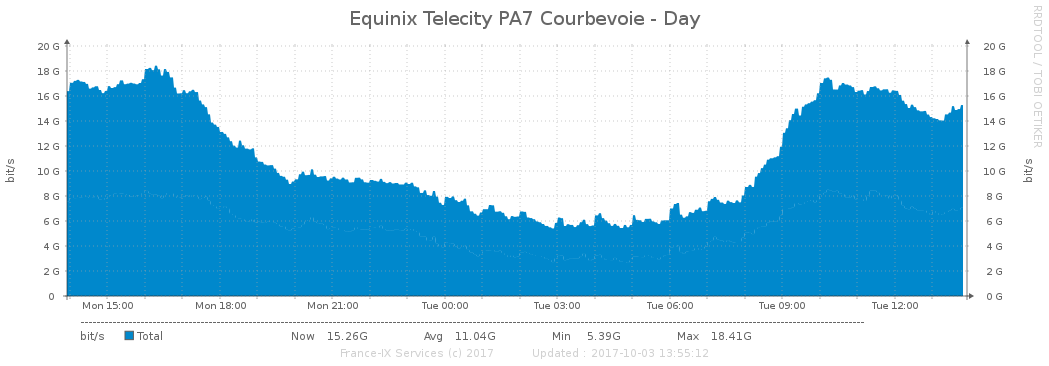 Equinix Telecity PA7 Courbevoie - Day
RRDTOOL / TOBI OETIKER
bit/s
bit/s
20 G 20 G
18 G 18 G
16 G 16 G
14 G 14 G
12 G 12 G
10 G 10 G
8 G 8 G
6 G 6 G
4 G 4 G
2 G 2 G
0 0 G
Mon 15:00 Mon 18:00 Mon 21:00 Tue 00:00 Tue 03:00 Tue 06:00 Tue 09:00 Tue 12:00
bit/s Total Now 15.26G Avg 11.04G Min 5.39G Max 18.41G
France-IX Services (c) 2017 Updated : 2017-10-03 13:55:12